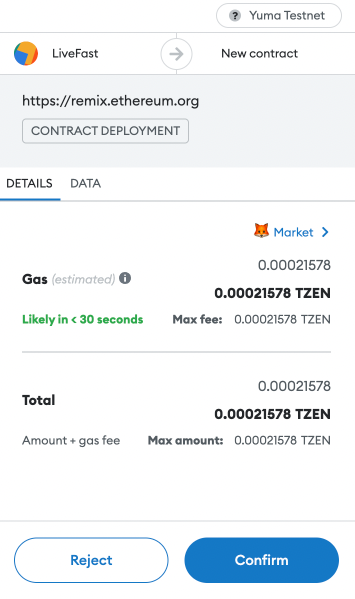 ? Yuma Testnet
LiveFast
New contract
https://remix.ethereum.org
CONTRACT DEPLOYMENT
DETAILS DATA
Market
0.00021578
Gas (estimated) i
0.00021578 TZEN
Likely in < 30 seconds Max fee: 0.00021578 TZEN
0.00021578
Total
0.00021578 TZEN
Amount + gas fee Max amount: 0.00021578 TZEN
Reject Confirm